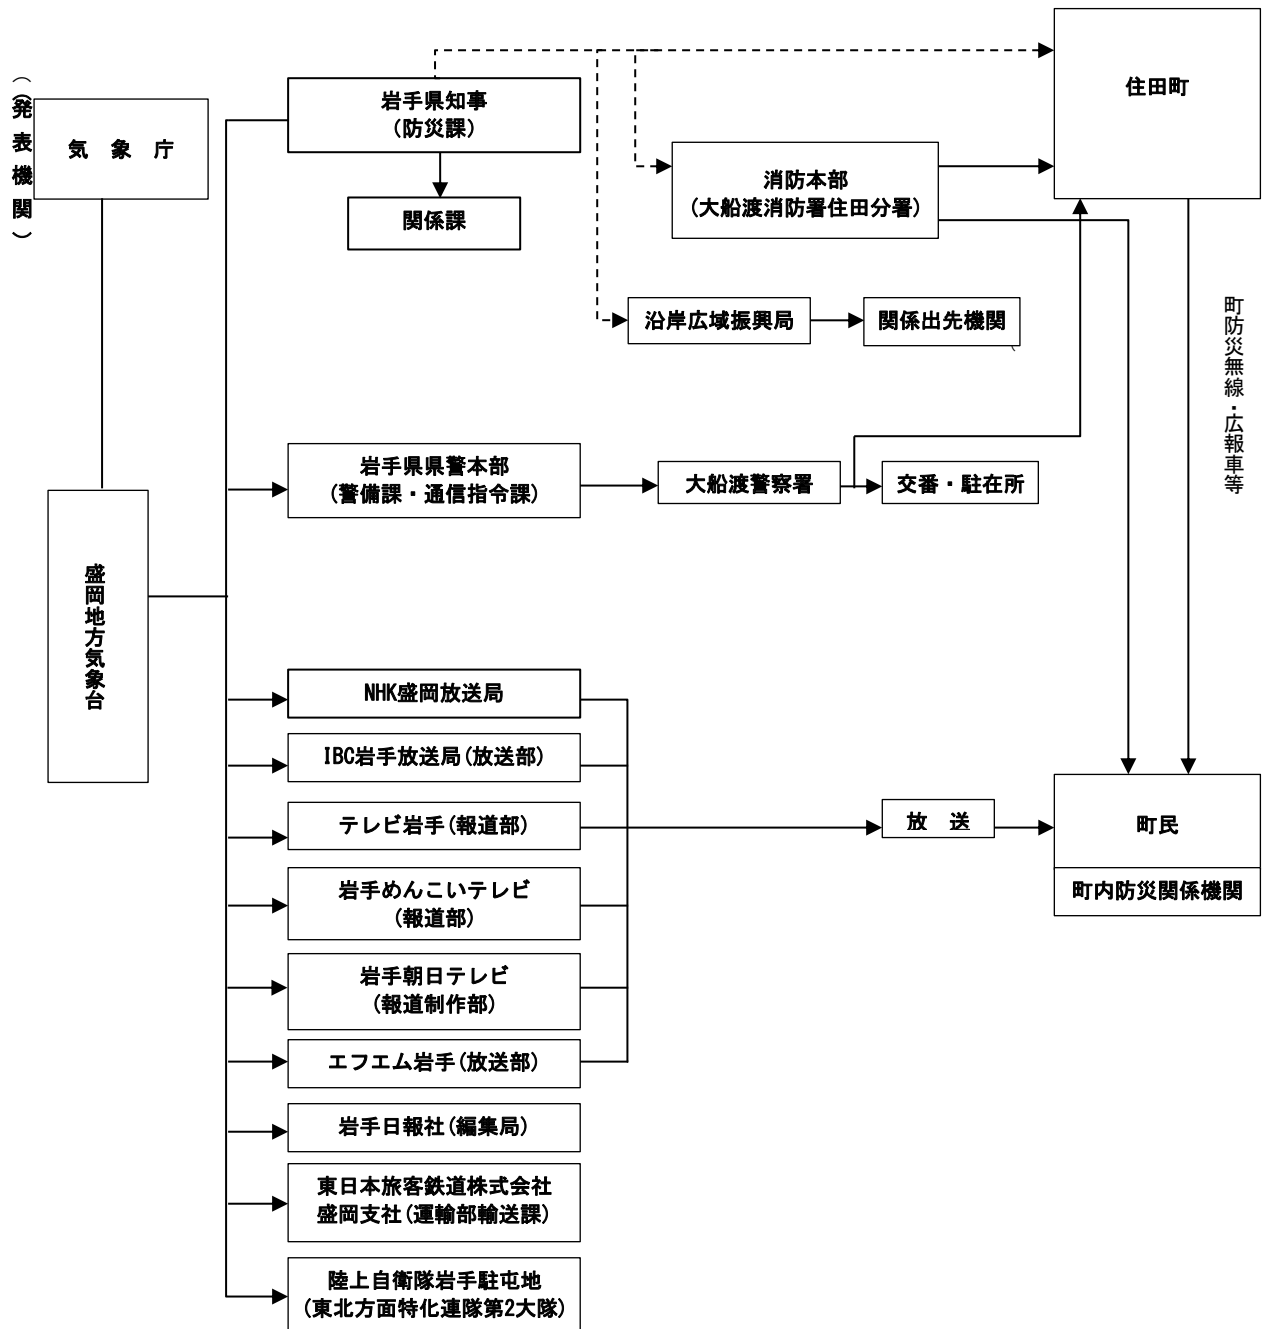 （発表機関）
気　象　庁
盛岡地方気象台
岩手県知事
（防災課）
関係課
住田町
消防本部
（大船渡消防署住田分署）
沿岸広域振興局
関係出先機関
町防災無線・広報車等
岩手県県警本部
（警備課・通信指令課）
大船渡警察署
交番・駐在所
NHK盛岡放送局
IBC岩手放送局（放送部）
テレビ岩手（報道部）
放　送
町民
町内防災関係機関
岩手めんこいテレビ
（報道部）
岩手朝日テレビ
（報道制作部）
エフエム岩手（放送部）
岩手日報社（編集局）
東日本旅客鉄道株式会社
盛岡支社（運輸部輸送課）
陸上自衛隊岩手駐屯地
（東北方面特化連隊第2大隊）